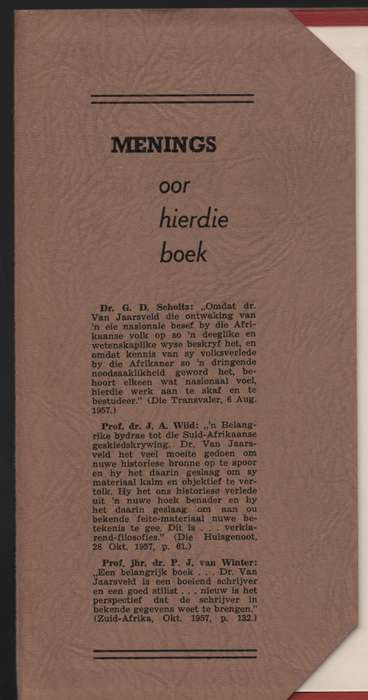 MENINGS
oor
hierdie
boek
Dr. G. D. Scholtz: „Omdat dr.
Van Jaarsveld die ontwaking van
'n eie nasionale besef by die Afri-
kaanse volk op so 'n deeglike en
wetenskaplike wyse beskryf het, en
omdat kennis van sy volksverlede
by die Afrikaner so 'n dringende
noodsaaklikheid geword het, be-
hoort elkeen wat nasionaal voel,
hierdie werk aan te skaf en te
bestudeer." (Die Transvaler, 6 Aug.
1957.)
Prof. dr. J. A. Wiid: „'n Belang-
rike bydrae tot die Suid-Afrikaanse
geskiedskrywing. Dr. Van Jaars-
veld het veel moeite gedoen om
nuwe historiese bronne op te spoor
en hy het daarin geslaag om sy
materiaal kalm en objektief te ver-
tolk. Hy het ons historiese verlede
uit 'n nuwe hoek benader en hy
het daarin geslaag om aan ou
bekende feite-materiaal nuwe be-
tekenis te gee. Dit is . . . verkla-
rend-filosofies." (Die Huisgenoot,
28 Okt. 1957, p. 61.)
Prof. jhr. dr. P. J. van Winter:
„Een belangrijk boek . . . Dr. Van
Jaarsveld is een boeiend schrijver
en een goed stilist . . . nieuw is het
perspectief dat de schrijver in
bekende gegevens weet te brengen."
(Zuid-Afrika, Okt. 1957, p. 132.)